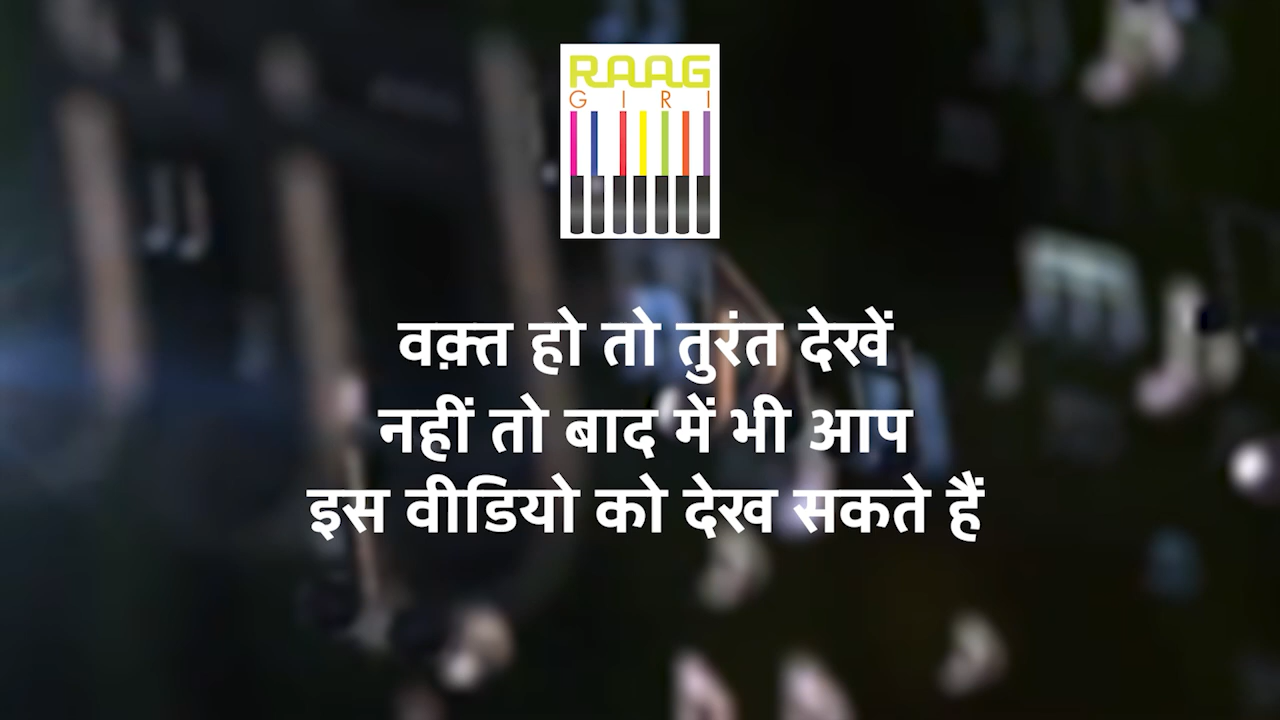 RAAG
GIRI
वक़्त हो तो तुरंत देखें
नहीं तो बाद में भी आप
इस वीडियो को देख सकते हैं